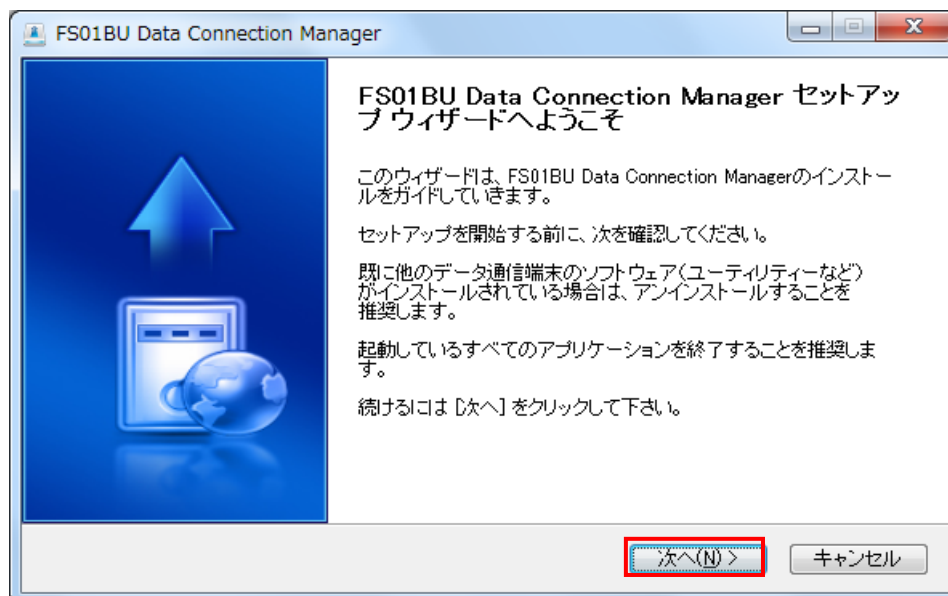 FS01BU Data Connection Manager
FS01BU Data Connection Manager セットアッ
プ ウィザードへようこそ
このウィザードは、FS01BU Data Connection Managerのインストー
ルをガイドしていきます。
セットアップを開始する前に、次を確認してください。
既に他のデータ通信端末のソフトウェア(ユーティリティーなど)
がインストールされている場合は、アンインストールすることを
推奨します。
起動しているすべてのアプリケーションを終了することを推奨しま
す。
続けるには [次へ] をクリックして下さい。
次へ(N) >
キャンセル